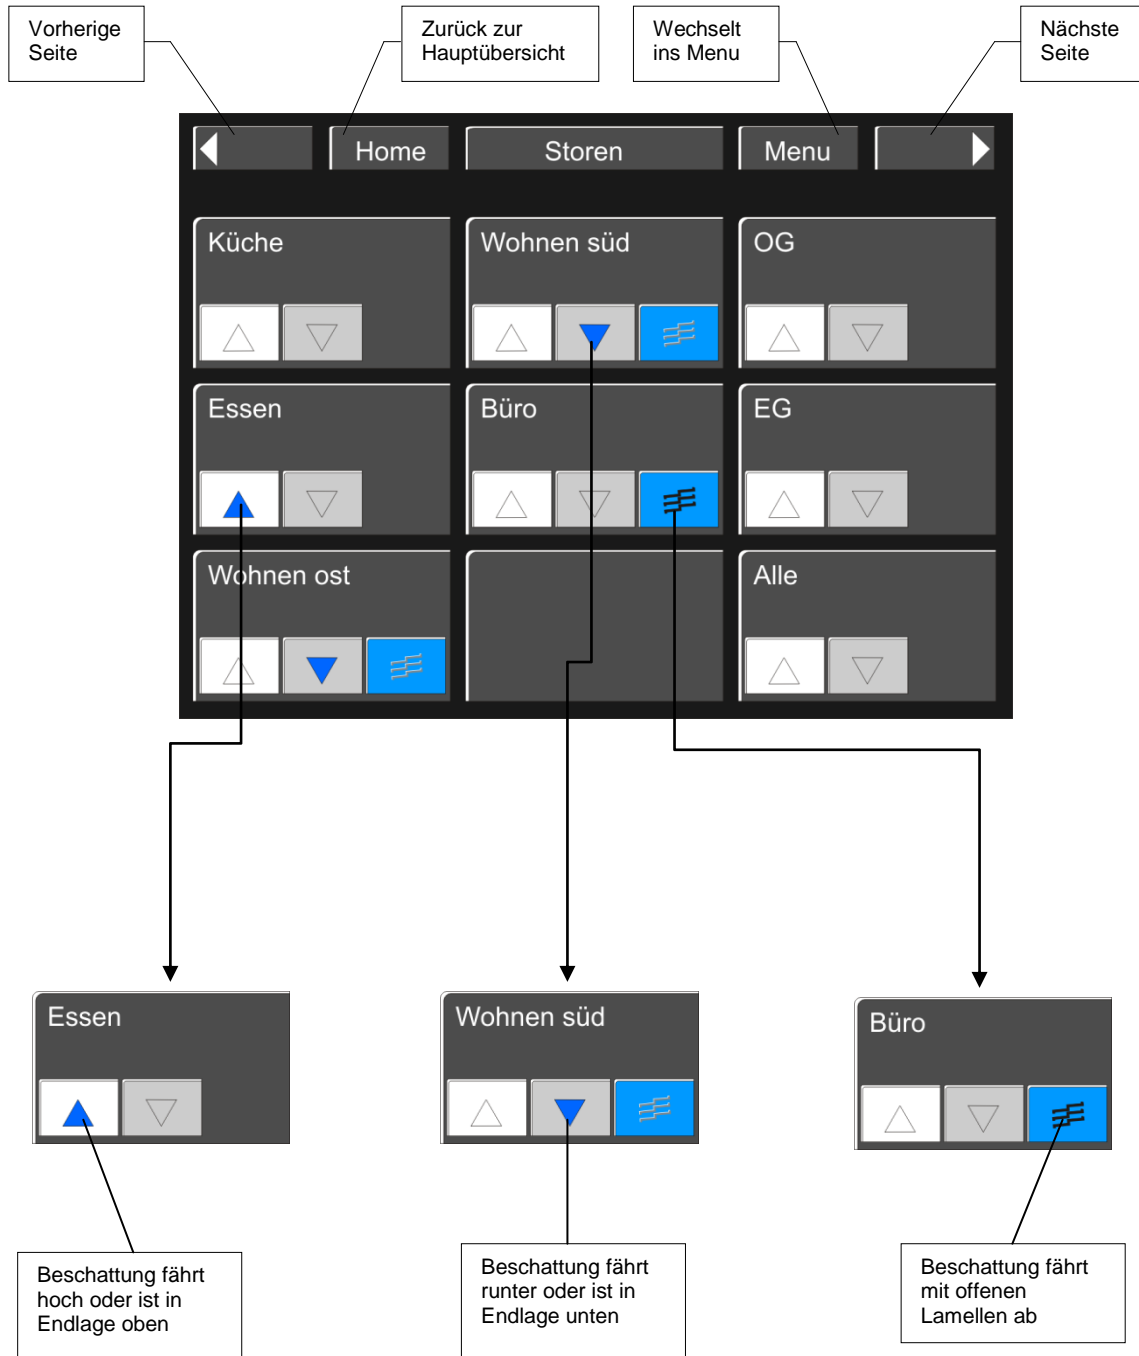 Vorherige
Seite
Zurück zur
Hauptübersicht
Wechselt
ins Menu
Nächste
Seite
Home
Storen
Menu
Küche
Wohnen süd
OG
Essen
Büro
EG
Wohnen ost
Alle
Essen
Wohnen süd
Büro
Beschattung fährt
hoch oder ist in
Endlage oben
Beschattung fährt
runter oder ist in
Endlage unten
Beschattung fährt
mit offenen
Lamellen ab